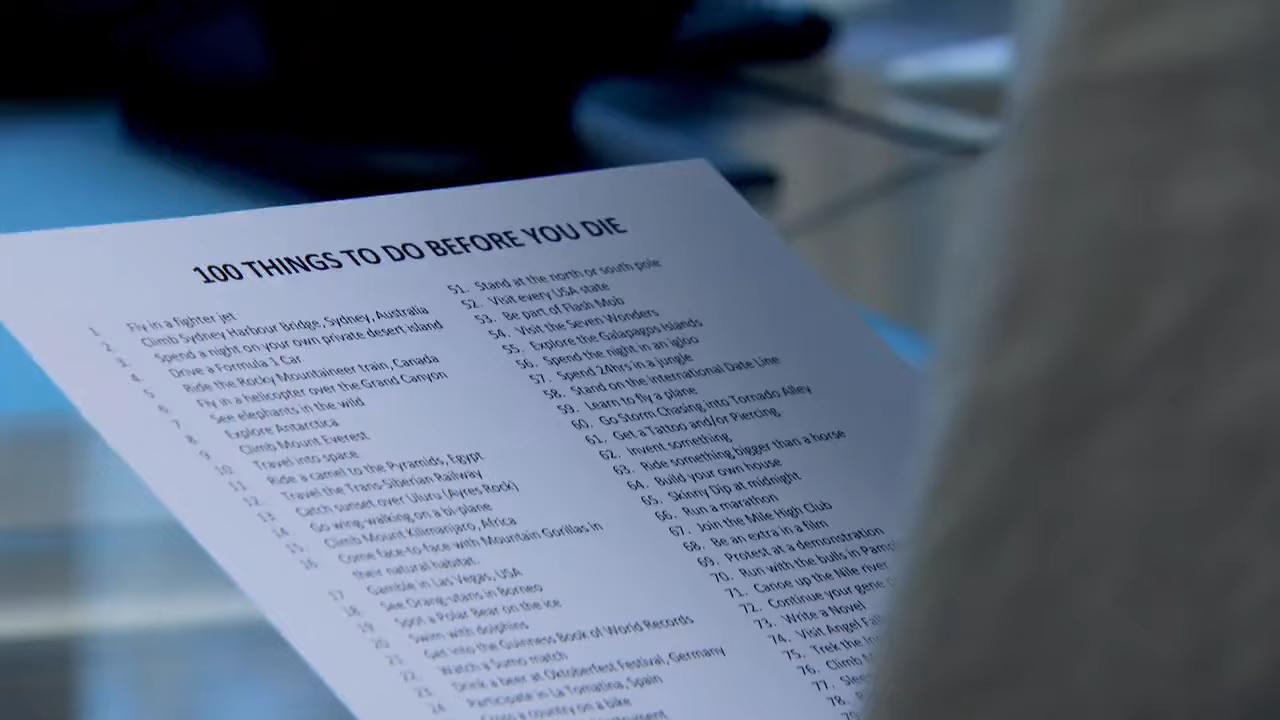 100 THINGS TO DO BEFORE YOU DIE
1. Fly in a fighter jet
2. Climb Sydney Harbour Bridge, Sydney, Australia
3. Spend a night on your own private desert island
4. Drive a Formula 1 Car
5. Ride the Rocky Mountaineer train, Canada
6. Fly in a helicopter over the Grand Canyon
7. See elephants in the wild
8. Explore Antarctica
9. Climb Mount Everest
10. Travel into space
11. Ride a camel to the Pyramids, Egypt
12. Travel the Trans-Siberian Railway
13. Catch sunset over Uluru (Ayres Rock)
14. Go wing-walking on a bi-plane
15. Climb Mount Kilimanjaro, Africa
16. Come face-to-face with Mountain Gorillas in
their natural habitat.
17. Gamble in Las Vegas, USA
18. See Orang-utans in Borneo
19. Spot a Polar Bear on the ice
20. Swim with dolphins
21. Get into the Guinness Book of World Records
22. Watch a Sumo match
23. Drink a beer at Oktoberfest Festival, Germany
24. Participate in La Tomatina, Spain
Cross a country on a bike
51. Stand at the north or south pole
52. Visit every USA state
53. Be part of Flash Mob
54. Visit the Seven Wonders
55. Explore the Galapagos Islands
56. Spend the night in an igloo
57. Spend 24hrs in a jungle
58. Stand on the international Date Line
59. Learn to fly a plane
60. Go Storm Chasing into Tornado Alley
61. Get a Tattoo and/or Piercing.
62. Invent something
63. Ride something bigger than a horse
64. Build your own house
65. Skinny Dip at midnight
66. Run a marathon
67. Join the Mile High Club
68. Be an extra in a film
69. Protest at a demonstration
70. Run with the bulls in
71. Canoe up the Nile river
72. Continue your gene
73. Write a Novel
74. Visit Angel
75. Trek the
76. Climb
77.
78.